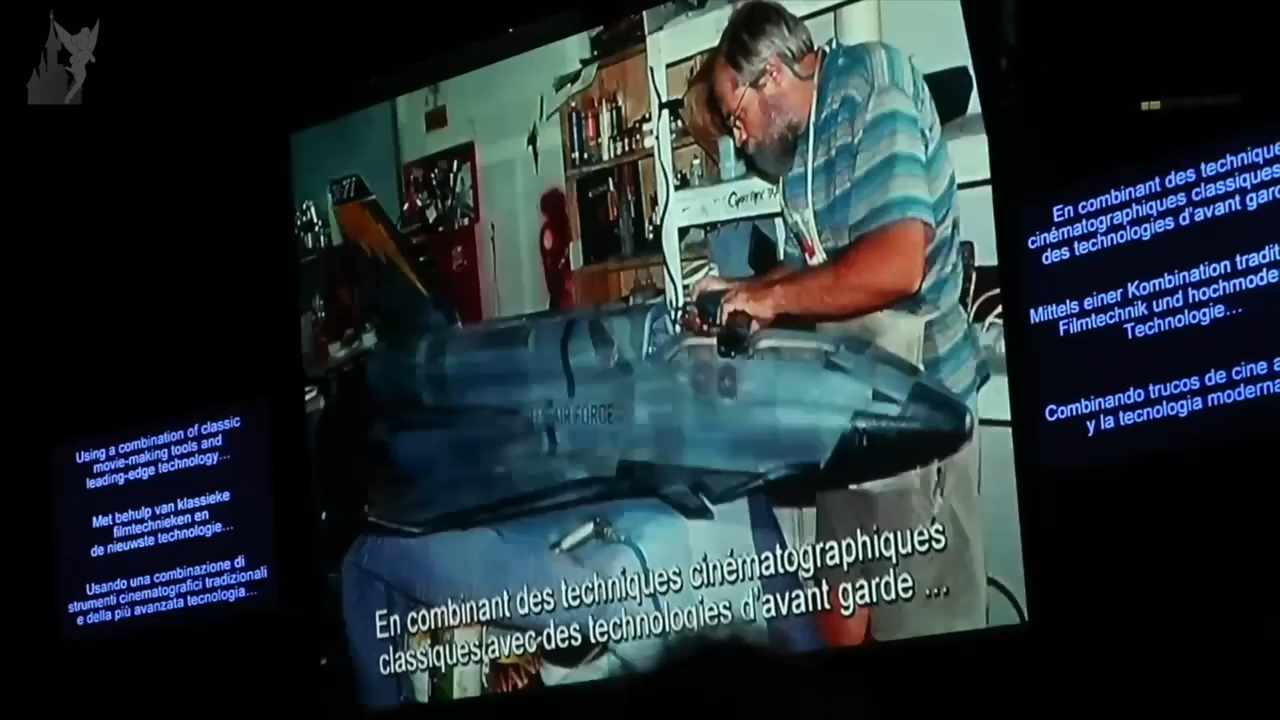 Using a combination of classic
movie-making tools and
leading-edge technology...
Met behulp van klassieke
filmtechnieken en
de nieuwste technologie...
Usando una combinazione di
strumenti cinematografici tradizionali
e della più avanzata tecnologia...
77
AIR FORCE
En combinant des techniques cinématographiques
classiques avec des technologies d'avant garde ...
En combinant des technique
cinématographiques classiques
des technologies d'avant gard
Mittels einer Kombination tradit
Filmtechnik und hochmode
Technologie...
Combinando trucos de cine a
y la tecnología moderna